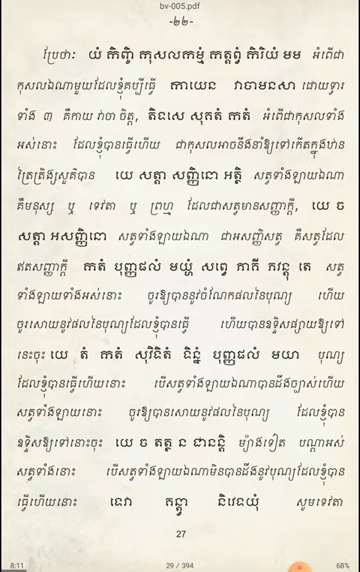 bv-005.pdf
-២២-
ប្រែថាៈ យំ កិញ្ចិ កុសលកម្មំ កត្តព្វំ កិរិយំ មម អំពើជា
កុសលឯណាមួយដែលខ្ញុំគប្បីធ្វើ កាយេន វាចាមនសា ដោយទ្វារ
ទាំង ៣ គឺកាយ វាចា ចិត្ត, តិទសេ សុគតំ កតំ អំពើជាកុសលទាំង
អស់នោះ ដែលខ្ញុំបានធ្វើហើយ ជាកុសលអាចនឹងនាំឱ្យទៅកើតក្នុងឋាន
ត្រៃត្រិង្សសួគ៌បាន យេ សត្តា សញ្ញិនោ អត្ថិ សត្វទាំងឡាយឯណា
គឺមនុស្ស ឬ ទេវតា ឬ ព្រហ្ម ដែលជាសត្វមានសញ្ញាក្តី, យេ ច
សត្តា អសញ្ញិនោ សត្វទាំងឡាយឯណា ជាអសញ្ញិសត្វ គឺសត្វដែល
ឥតសញ្ញាក្តី កតំ បុញ្ញផលំ មយ្ហំ សព្វេ ភាគី ភវន្តុ តេ សត្វ
ទាំងឡាយទាំងអស់នោះ ចូរឱ្យបាននូវចំណែកផលនៃបុណ្យ ហើយ
ចូរសោយនូវផលនៃបុណ្យដែលខ្ញុំបានធ្វើ ហើយបានឧទ្ទិសផ្សាយឱ្យទៅ
នេះចុះ យេ តំ កតំ សុវិទិតំ ទិន្នំ បុញ្ញផលំ មយា បុណ្យ
ដែលខ្ញុំបានធ្វើហើយនោះ បើសត្វទាំងឡាយឯណាបានដឹងច្បាស់ហើយ
សត្វទាំងឡាយនោះ ចូរឱ្យបានសោយនូវផលនៃបុណ្យ ដែលខ្ញុំបាន
ឧទ្ទិសឱ្យទៅនោះចុះ យេ ច តត្ថ ន ជានន្តិ ម្យ៉ាងទៀត បណ្តាអស់
សត្វទាំងនោះ បើសត្វទាំងឡាយឯណាមិនបានដឹងនូវបុណ្យដែលខ្ញុំបាន
ធ្វើហើយនោះ ទេវា គន្ត្វា និវេទយុំ សូមទេវតា
27
8:11 29 / 394 68%